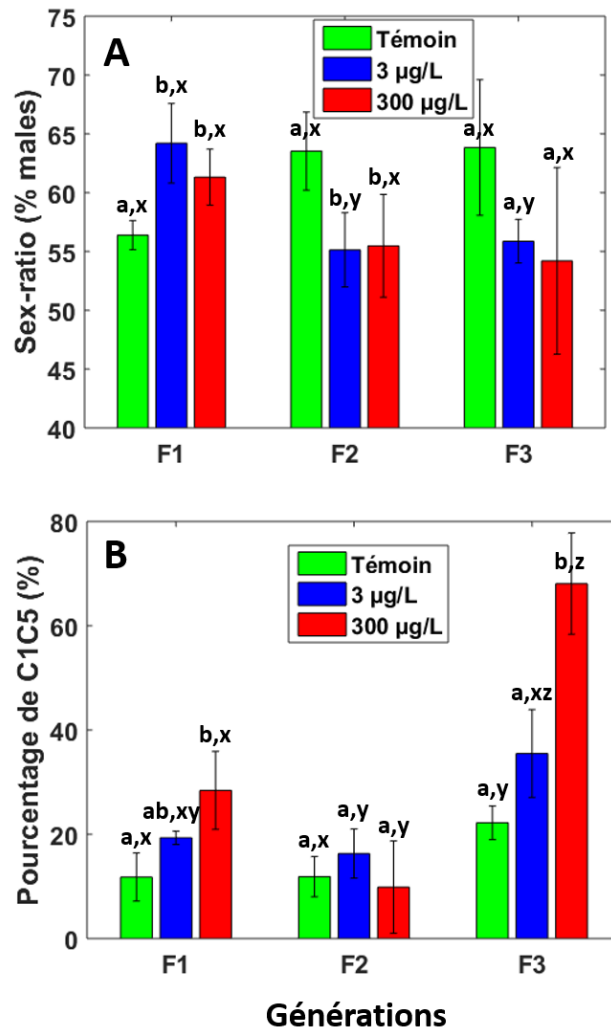 A
Témoin
3 µg/L
300 µg/L
Sex-ratio (% males)
75
70
65
60
55
50
45
40
a,x
b,x
b,x
a,x
b,y
b,x
a,x
a,y
a,x
F1 F2 F3
B
Témoin
3 µg/L
300 µg/L
Pourcentage de C1C5 (%)
80
60
40
20
0
a,x
ab,xy
b,x
a,x
a,y
a,y
a,y
a,xz
b,z
F1 F2 F3
Générations